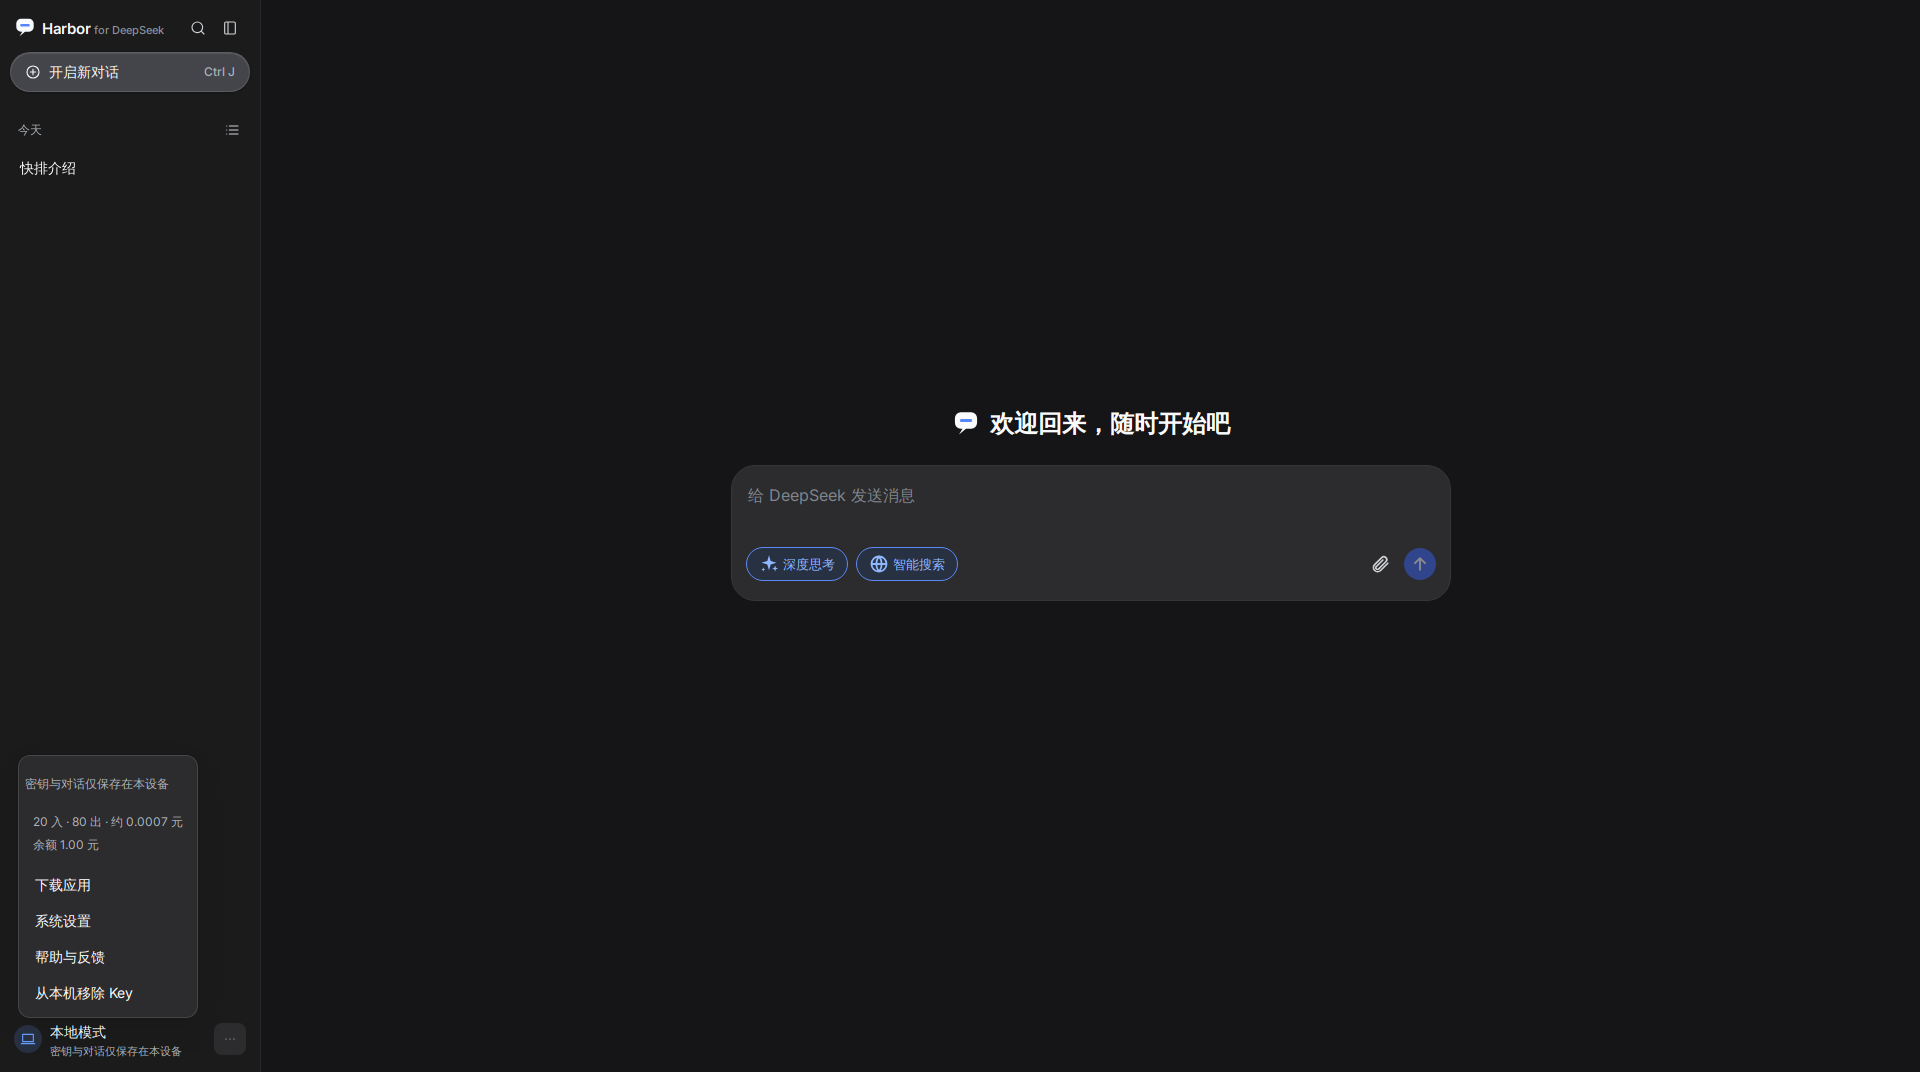 Harbor for DeepSeek
开启新对话 Ctrl J
今天
快排介绍
欢迎回来，随时开始吧
给 DeepSeek 发送消息
深度思考 智能搜索
密钥与对话仅保存在本设备
20 入 · 80 出 · 约 0.0007 元
余额 1.00 元
下载应用
系统设置
帮助与反馈
从本机移除 Key
本地模式
密钥与对话仅保存在本设备